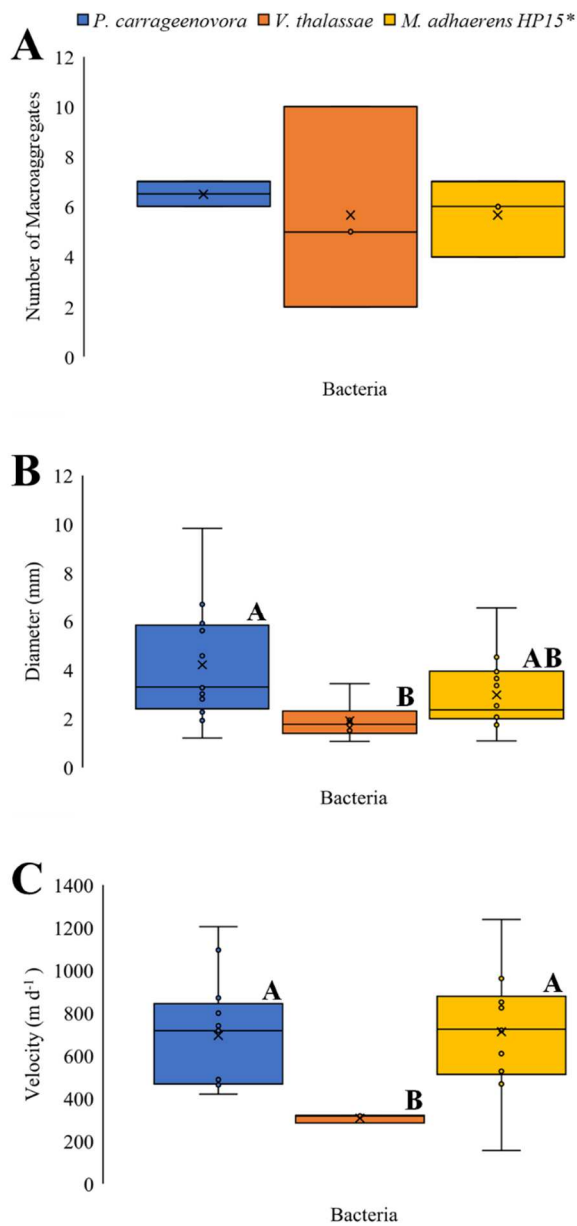 P. carrageenovora V. thalassae M. adhaerens HP15*
A
12
10
8
6
4
2
0
Number of Macroaggregates
Bacteria
B
12
10
8
6
4
2
0
Diameter (mm)
A
B
AB
Bacteria
C
1400
1200
1000
800
600
400
200
0
Velocity (m d⁻¹)
A
B
A
Bacteria